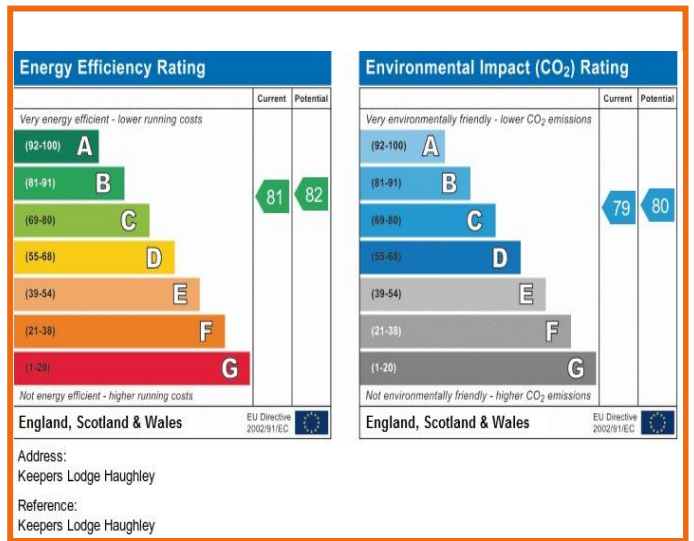 Energy Efficiency Rating
Current Potential
Very energy efficient - lower running costs
(92-100) A
(81-91) B
(69-80) C
(55-68) D
(39-54) E
(21-38) F
(1-20) G
81
82
Not energy efficient - higher running costs
England, Scotland & Wales
EU Directive
2002/91/EC
Environmental Impact (CO2) Rating
Current Potential
Very environmentally friendly - lower CO2 emissions
(92-100) A
(81-91) B
(69-80) C
(55-68) D
(39-54) E
(21-38) F
(1-20) G
79
80
Not environmentally friendly - higher CO2 emissions
England, Scotland & Wales
EU Directive
2002/91/EC
Address:
Keepers Lodge Haughley
Reference:
Keepers Lodge Haughley